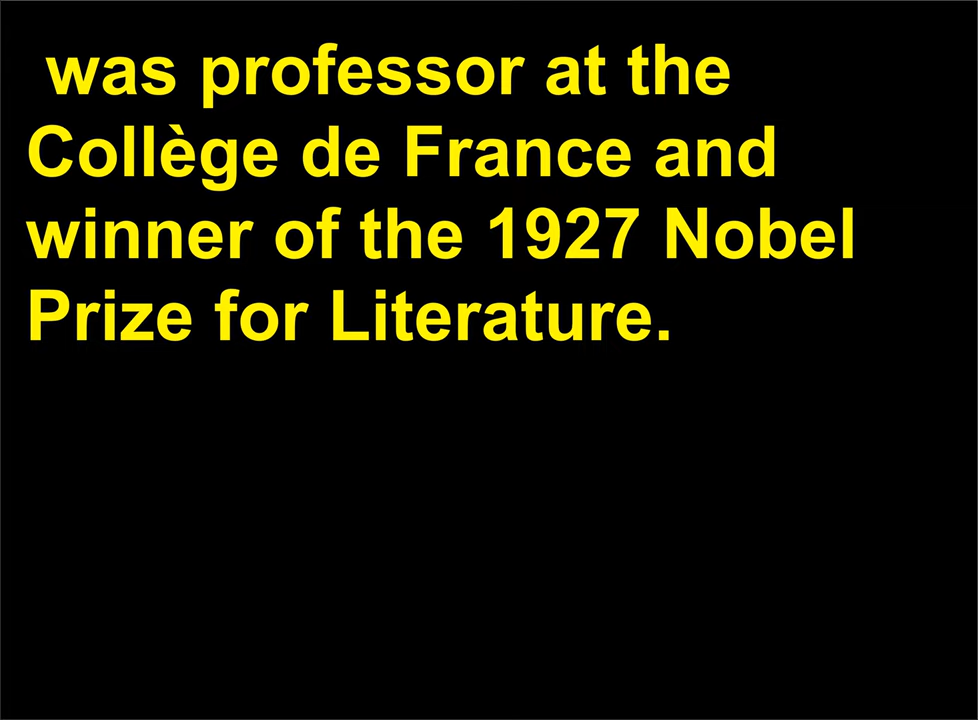 was professor at the
Collège de France and
winner of the 1927 Nobel
Prize for Literature.